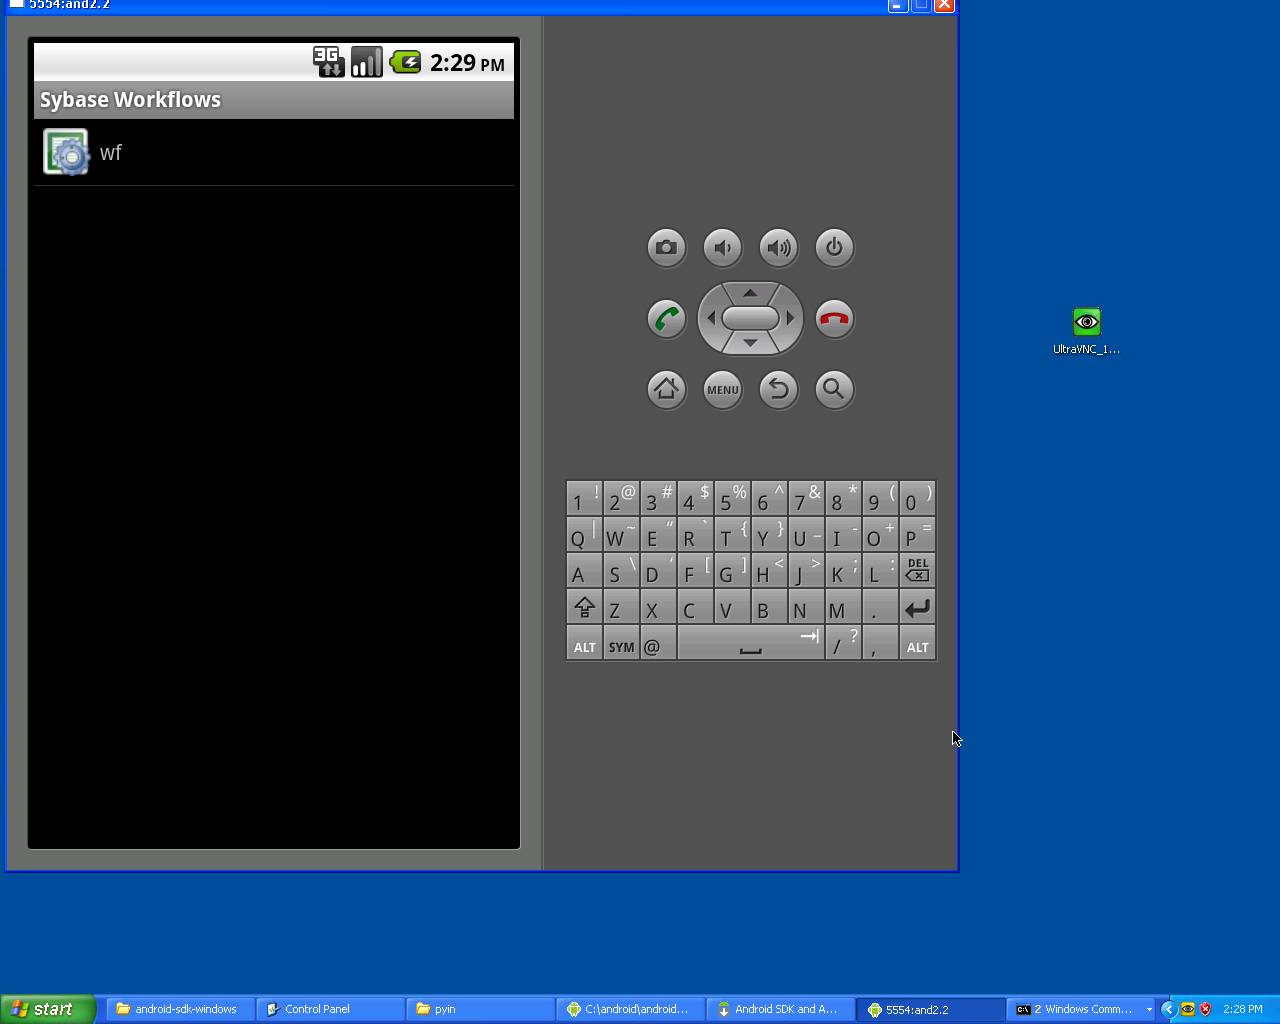 5554:and2.2
3G 2:29 PM
Sybase Workflows
wf
UltraVNC_1...
MENU
1 ! 2 @ 3 # 4 $ 5 % 6 ^ 7 & 8 * 9 ( 0 )
Q | W ~ E “ R ` T { Y } U _ I - O + P =
A S \ D ' F [ G ] H < J > K ; L : DEL
Z X C V B N M .
ALT SYM @ / ? , ALT
start android-sdk-windows Control Panel pyin C:\android\android... Android SDK and A... 5554:and2.2 2 Windows Comm... 2:28 PM